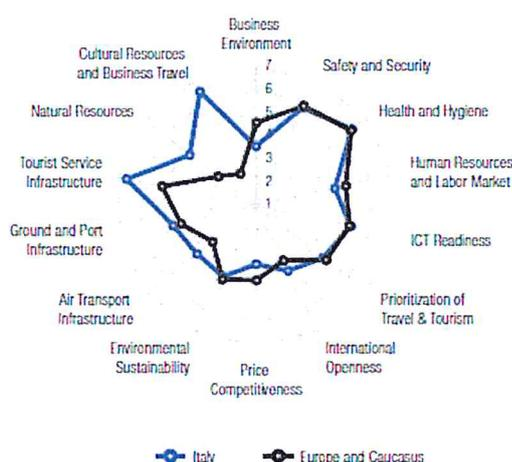 Business
Environment
Cultural Resources
and Business Travel
7
Safety and Security
6
5
Natural Resources
Health and Hygiene
4
3
Tourist Service
Infrastructure
2
Human Resources
and Labor Market
1
Ground and Port
Infrastructure
ICT Readiness
Air Transport
Infrastructure
Prioritization of
Travel & Tourism
Environmental
Sustainability
International
Openness
Price
Competitiveness
Italy
Europe and Caucasus